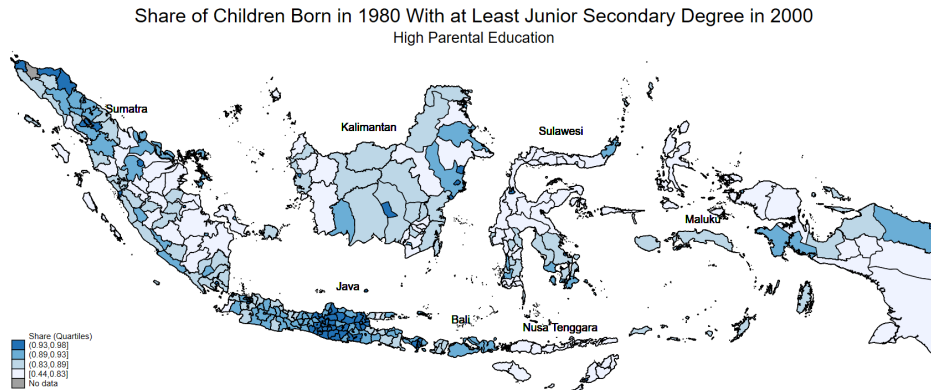 Share of Children Born in 1980 With at Least Junior Secondary Degree in 2000
High Parental Education
Sumatra
Kalimantan
Sulawesi
Maluku
Java
Bali
Nusa Tenggara
Share (Quartiles)
(0.93,0.98]
(0.89,0.93]
(0.83,0.89]
[0.44,0.83]
No data